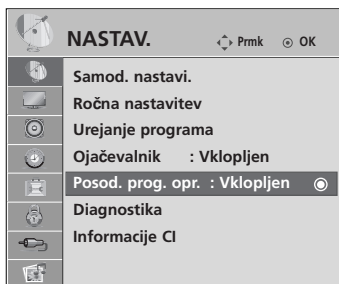 NASTAV. Prmk OK
Samod. nastavi.
Ročna nastavitev
Urejanje programa
Ojačevalnik : Vklopljen
Posod. prog. opr. : Vklopljen
Diagnostika
Informacije CI